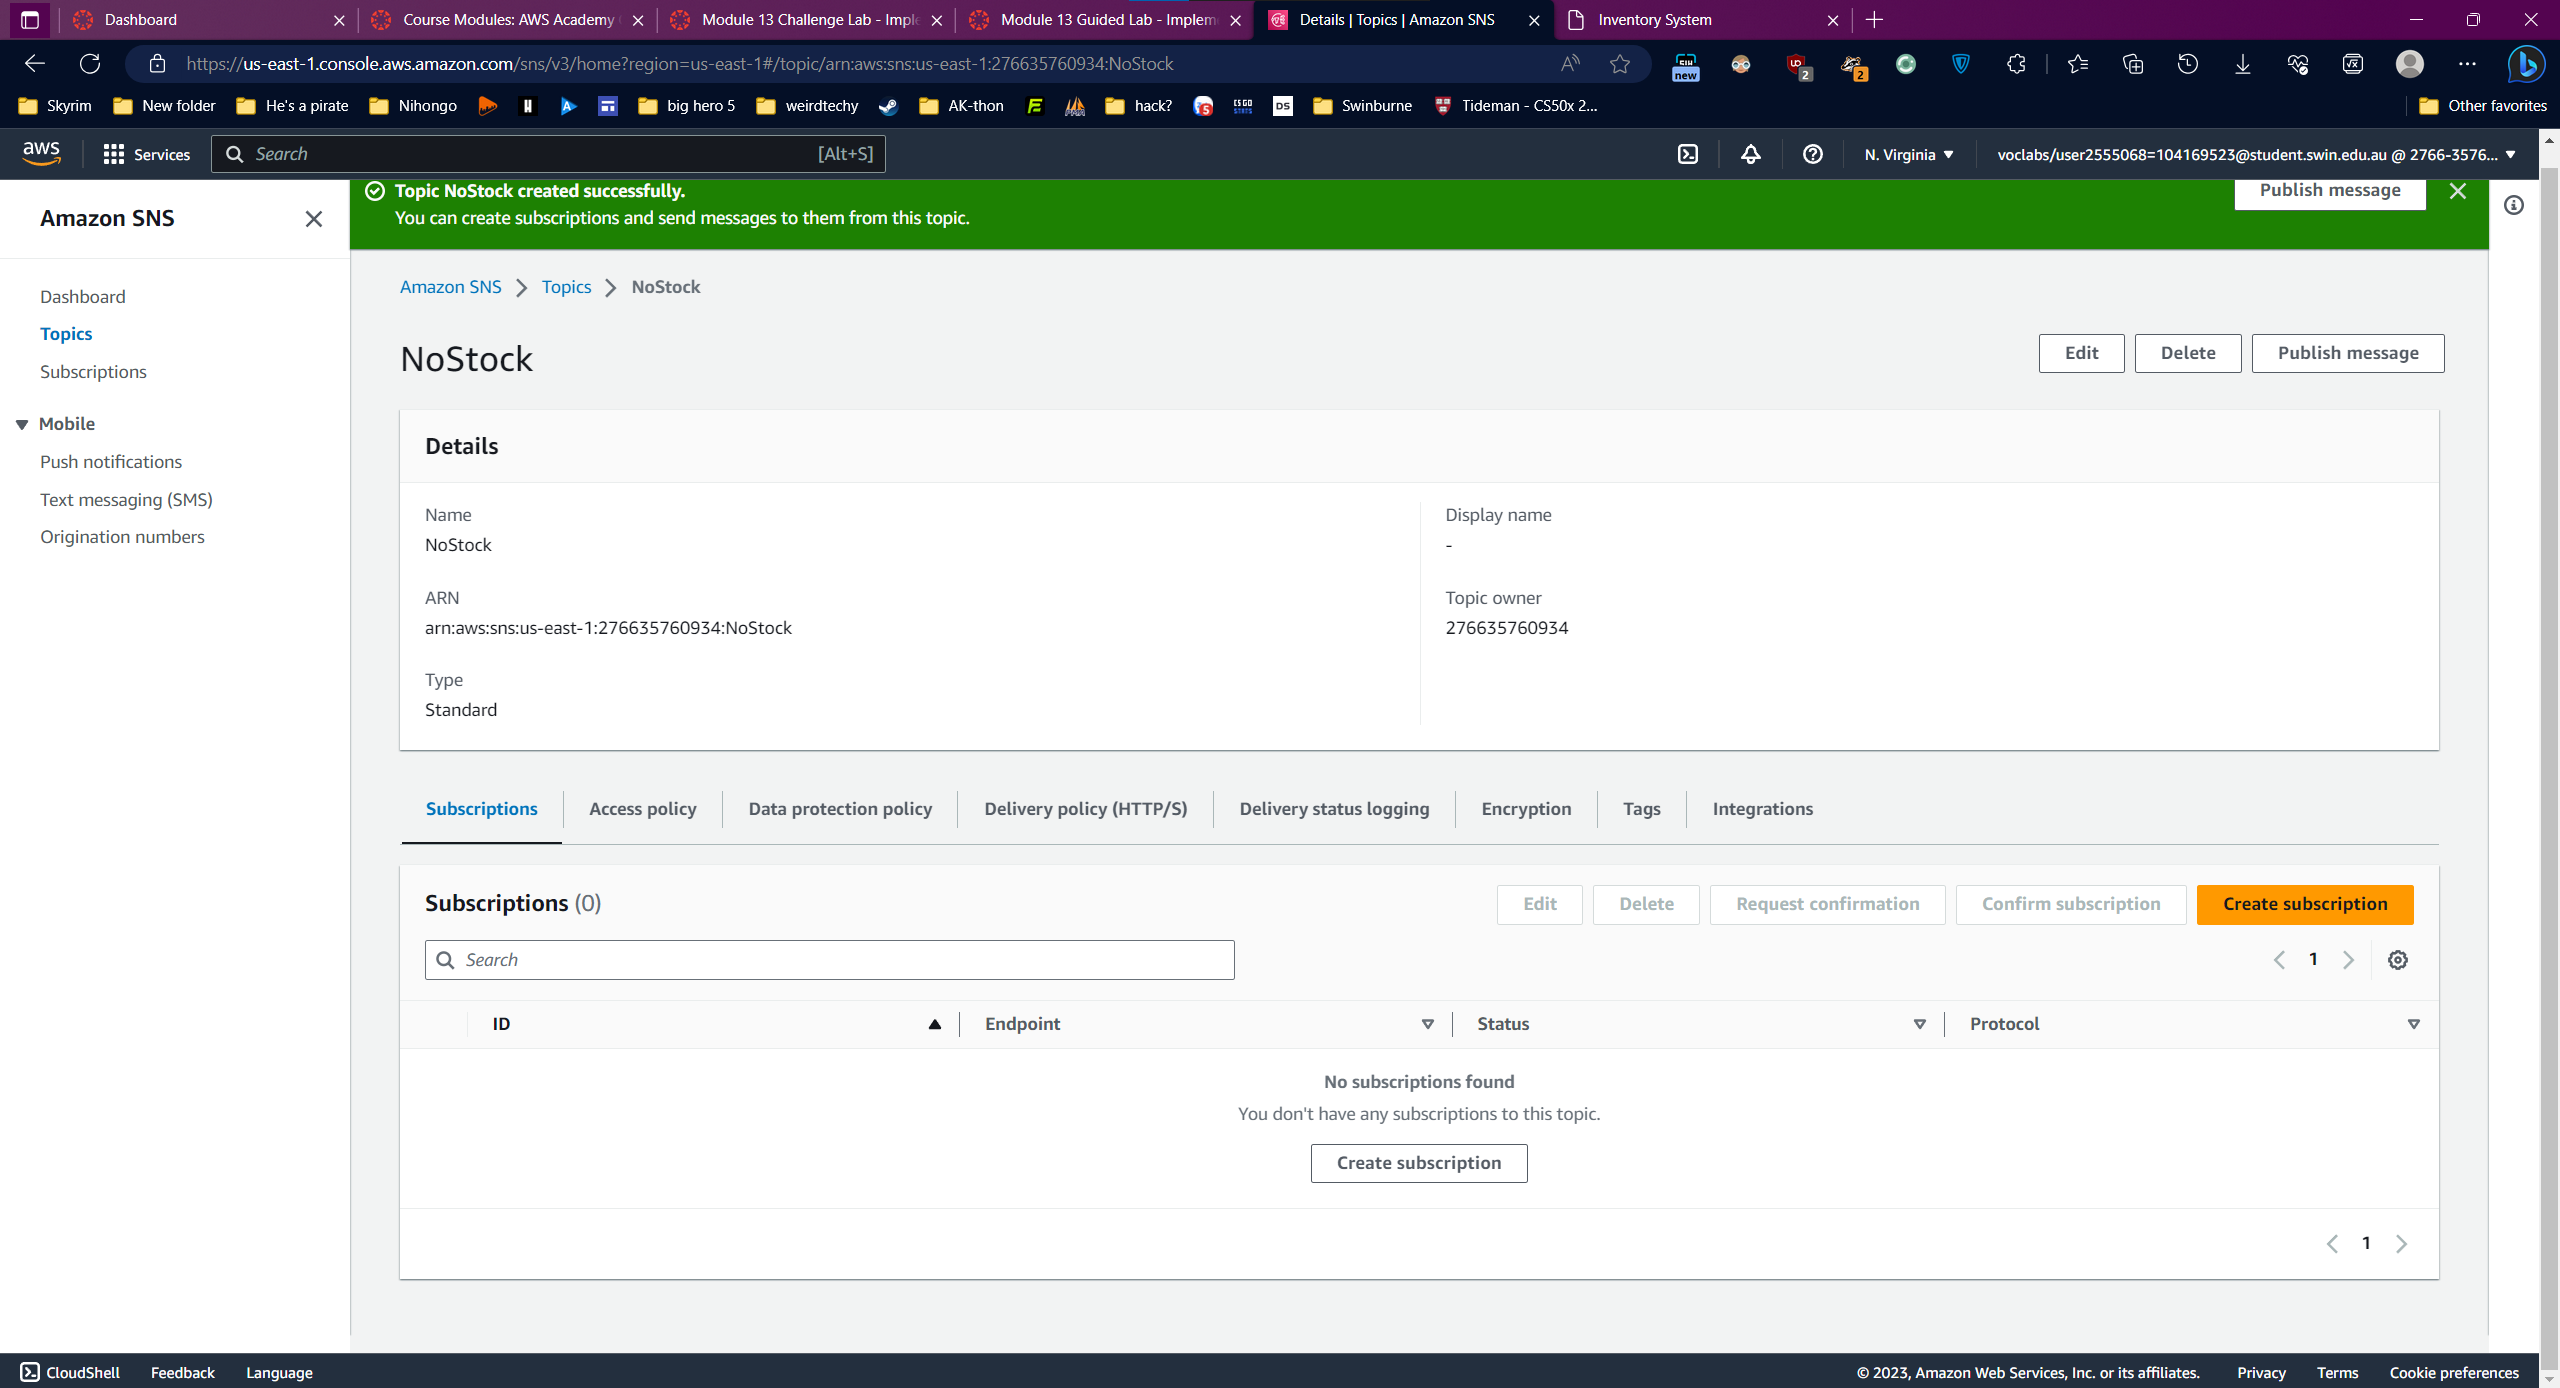 Dashboard
Course Modules: AWS Academy
Module 13 Challenge Lab - Imple
Module 13 Guided Lab - Implem
Details | Topics | Amazon SNS
Inventory System
https://us-east-1.console.aws.amazon.com/sns/v3/home?region=us-east-1#/topic/arn:aws:sns:us-east-1:276635760934:NoStock
new
2
2
Skyrim
New folder
He's a pirate
Nihongo
big hero 5
weirdtechy
AK-thon
hack?
DS
Swinburne
Tideman - CS50x 2...
Other favorites
aws
Services
Search
[Alt+S]
N. Virginia
voclabs/user2555068=104169523@student.swin.edu.au @ 2766-3576...
Amazon SNS
Topic NoStock created successfully.
You can create subscriptions and send messages to them from this topic.
Publish message
Dashboard
Topics
Subscriptions
Mobile
Push notifications
Text messaging (SMS)
Origination numbers
Amazon SNS
Topics
NoStock
NoStock
Edit
Delete
Publish message
Details
Name
NoStock
Display name
-
ARN
arn:aws:sns:us-east-1:276635760934:NoStock
Topic owner
276635760934
Type
Standard
Subscriptions
Access policy
Data protection policy
Delivery policy (HTTP/S)
Delivery status logging
Encryption
Tags
Integrations
Subscriptions (0)
Edit
Delete
Request confirmation
Confirm subscription
Create subscription
Search
1
ID
Endpoint
Status
Protocol
No subscriptions found
You don't have any subscriptions to this topic.
Create subscription
1
CloudShell
Feedback
Language
© 2023, Amazon Web Services, Inc. or its affiliates.
Privacy
Terms
Cookie preferences